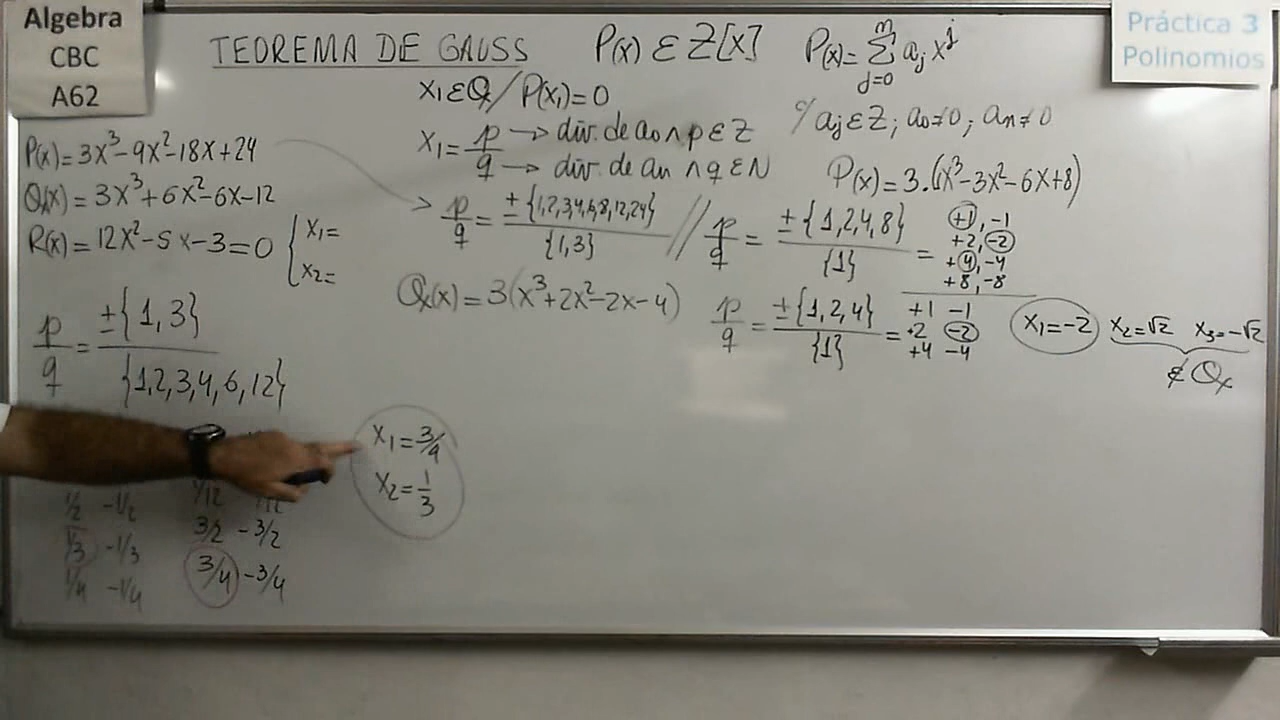 Algebra
CBC
A62
Práctica 3
Polinomios
TEOREMA DE GAUSS P(x) ε Z[x] P(x)= Σ aj x^j
n
j=0
x1 ε Q / P(x1)=0
% aj ε Z; a0≠0; an≠0
x1 = p/q
p → div. de a0 ∧ p ε Z
q → div. de an ∧ q ε N
P(x)=3x³-9x²-18x+24
Q(x)=3x³+6x²-6x-12
R(x)=12x²-5x-3=0 { x1=
x2=
P(x)=3.(x³-3x²-6x+8)
p/q = ±{1,2,3,4,6,8,12,24}/{1,3} // p/q = ±{1,2,4,8}/{1} = +1, -1
+2, -2
+4, -4
+8, -8
Q(x)=3(x³+2x²-2x-4) p/q = ±{1,2,4}/{1} = +1 -1
+2 -2
+4 -4
x1=-2 x2=√2 x3=-√2
∉ Q
p/q = ±{1,3}/{1,2,3,4,6,12}
x1=3/4
x2=1/3
1/2 -1/2 1/12
1/3 -1/3 3/2 -3/2
1/4 -1/4 3/4 -3/4